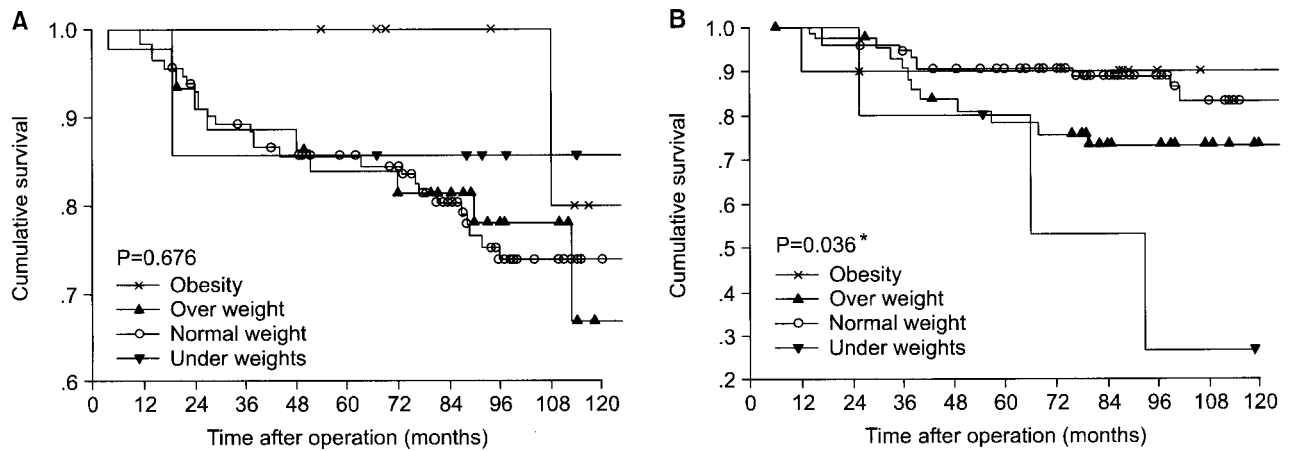 A
Cumulative survival
1.0
.9
.8
.7
.6
P=0.676
Obesity
Over weight
Normal weight
Under weights
0 12 24 36 48 60 72 84 96 108 120
Time after operation (months)
B
Cumulative survival
1.0
.9
.8
.7
.6
.5
.4
.3
.2
P=0.036*
Obesity
Over weight
Normal weight
Under weights
0 12 24 36 48 60 72 84 96 108 120
Time after operation (months)